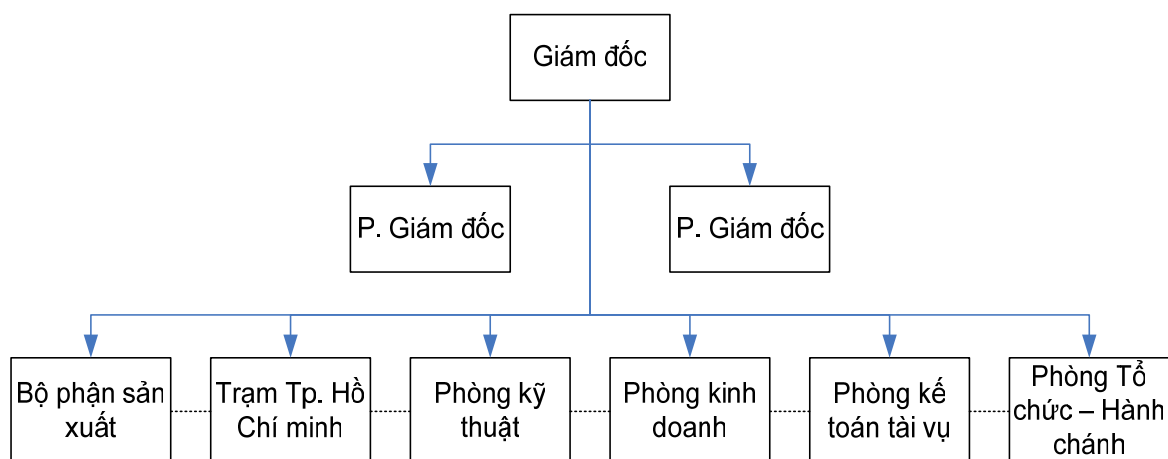 Giám đốc
P. Giám đốc
P. Giám đốc
Bộ phận sản
xuất
Trạm Tp. Hồ
Chí minh
Phòng kỹ
thuật
Phòng kinh
doanh
Phòng kế
toán tài vụ
Phòng Tổ
chức – Hành
chánh